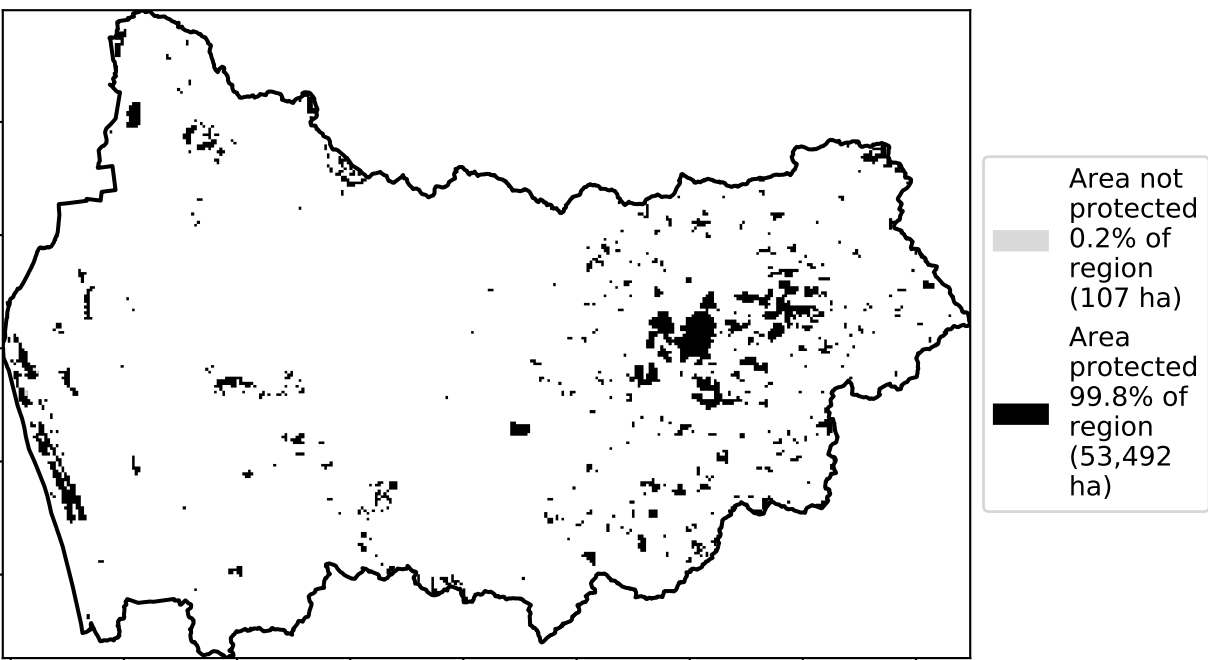 Area not
protected
0.2% of
region
(107 ha)
Area
protected
99.8% of
region
(53,492
ha)